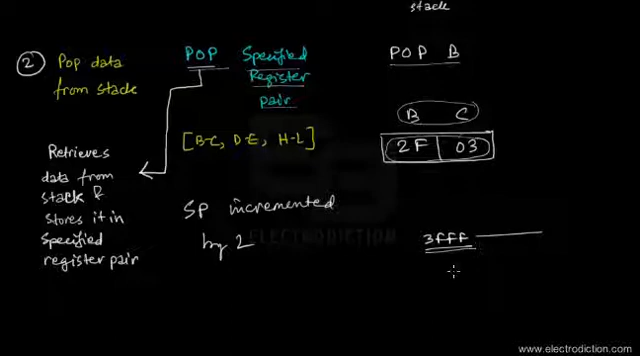 stack
2 Pop data from stack
POP Specified Register pair
POP B
[B-C, D-E, H-L]
B C
2F 03
Retrieves data from stack & stores it in specified register pair
SP incremented by 2
3FFF
ELECTRODICTION
www.electrodiction.com